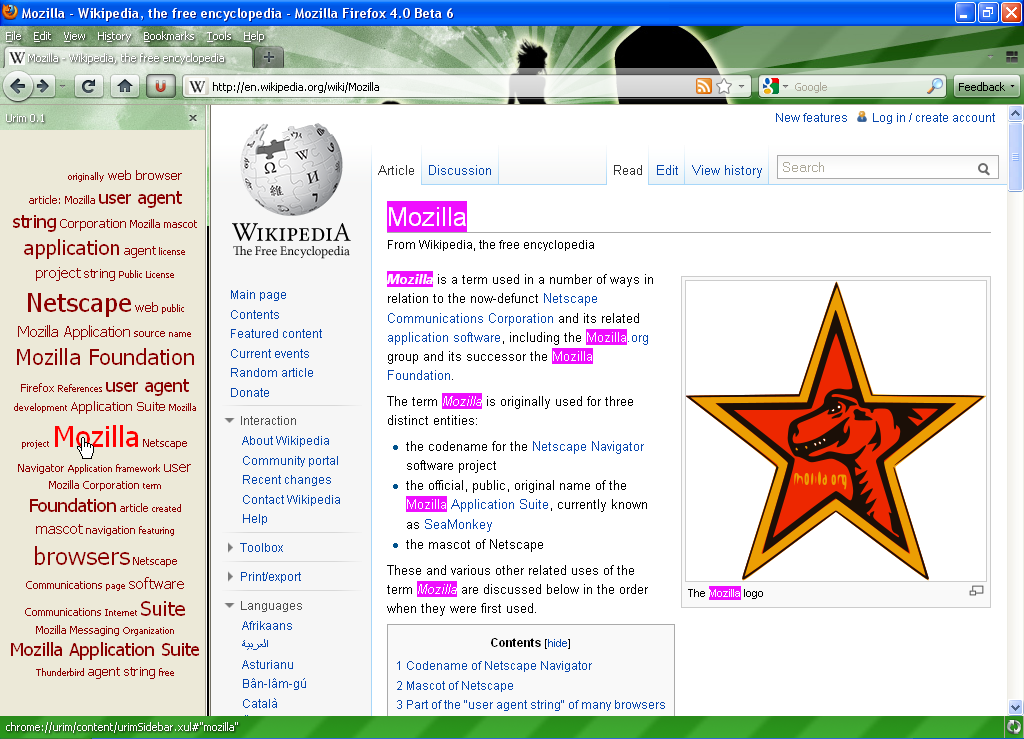 Mozilla - Wikipedia, the free encyclopedia - Mozilla Firefox 4.0 Beta 6
File Edit View History Bookmarks Tools Help
W Mozilla - Wikipedia, the free encyclopedia
U W http://en.wikipedia.org/wiki/Mozilla Google Feedback
Urim 0.1
originally web browser
article: Mozilla user agent
string Corporation Mozilla mascot
application agent license
project string Public License
Netscape web public
Mozilla Application source name
Mozilla Foundation
Firefox References user agent
development Application Suite Mozilla
project Mozilla Netscape
Navigator Application framework user
Mozilla Corporation term
Foundation article created
mascot navigation featuring
browsers Netscape
Communications page software
Communications Internet Suite
Mozilla Messaging Organization
Mozilla Application Suite
Thunderbird agent string free
WIKIPEDIA
The Free Encyclopedia
Main page
Contents
Featured content
Current events
Random article
Donate
Interaction
About Wikipedia
Community portal
Recent changes
Contact Wikipedia
Help
Toolbox
Print/export
Languages
Afrikaans
العربية
Asturianu
Bân-lâm-gú
Català
New features Log in / create account
Article Discussion Read Edit View history Search
Mozilla
From Wikipedia, the free encyclopedia
Mozilla is a term used in a number of ways in
relation to the now-defunct Netscape
Communications Corporation and its related
application software, including the Mozilla.org
group and its successor the Mozilla
Foundation.
The term Mozilla is originally used for three
distinct entities:
the codename for the Netscape Navigator
software project
the official, public, original name of the
Mozilla Application Suite, currently known
as SeaMonkey
the mascot of Netscape
These and various other related uses of the
term Mozilla are discussed below in the order
when they were first used.
mozilla.org
The Mozilla logo
Contents [hide]
1 Codename of Netscape Navigator
2 Mascot of Netscape
3 Part of the "user agent string" of many browsers
chrome://urim/content/urimSidebar.xul#"mozilla"